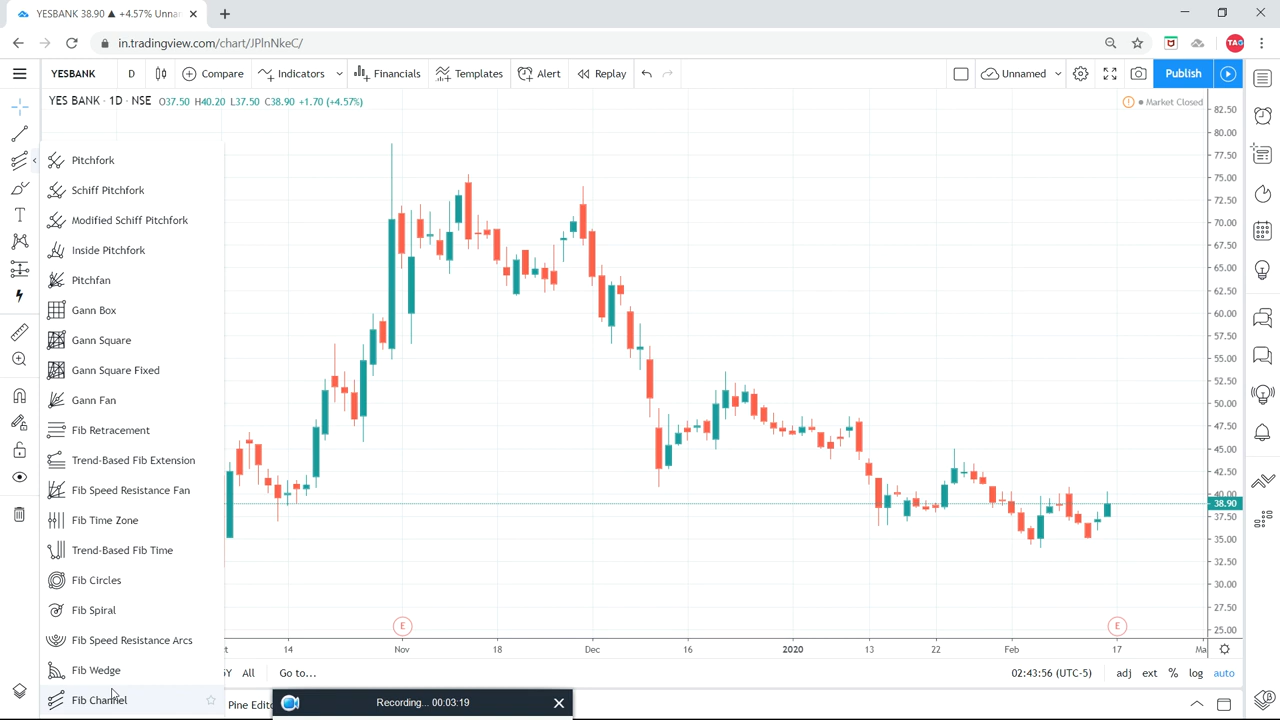 YESBANK 38.90 ▲ +4.57% Unnar
in.tradingview.com/chart/JPlnNkeC/
TAG
YESBANK D Compare Indicators Financials Templates Alert Replay Unnamed Publish
YES BANK · 1D · NSE O37.50 H40.20 L37.50 C38.90 +1.70 (+4.57%)
Market Closed
Pitchfork
Schiff Pitchfork
Modified Schiff Pitchfork
Inside Pitchfork
Pitchfan
Gann Box
Gann Square
Gann Square Fixed
Gann Fan
Fib Retracement
Trend-Based Fib Extension
Fib Speed Resistance Fan
Fib Time Zone
Trend-Based Fib Time
Fib Circles
Fib Spiral
Fib Speed Resistance Arcs
Fib Wedge
Fib Channel
82.50
80.00
77.50
75.00
72.50
70.00
67.50
65.00
62.50
60.00
57.50
55.00
52.50
50.00
47.50
45.00
42.50
40.00
38.90
37.50
35.00
32.50
30.00
27.50
25.00
E E
t 14 Nov 18 Dec 16 2020 13 22 Feb 17 Ma
5Y All Go to... 02:43:56 (UTC-5) adj ext % log auto
Pine Edito
Recording... 00:03:19